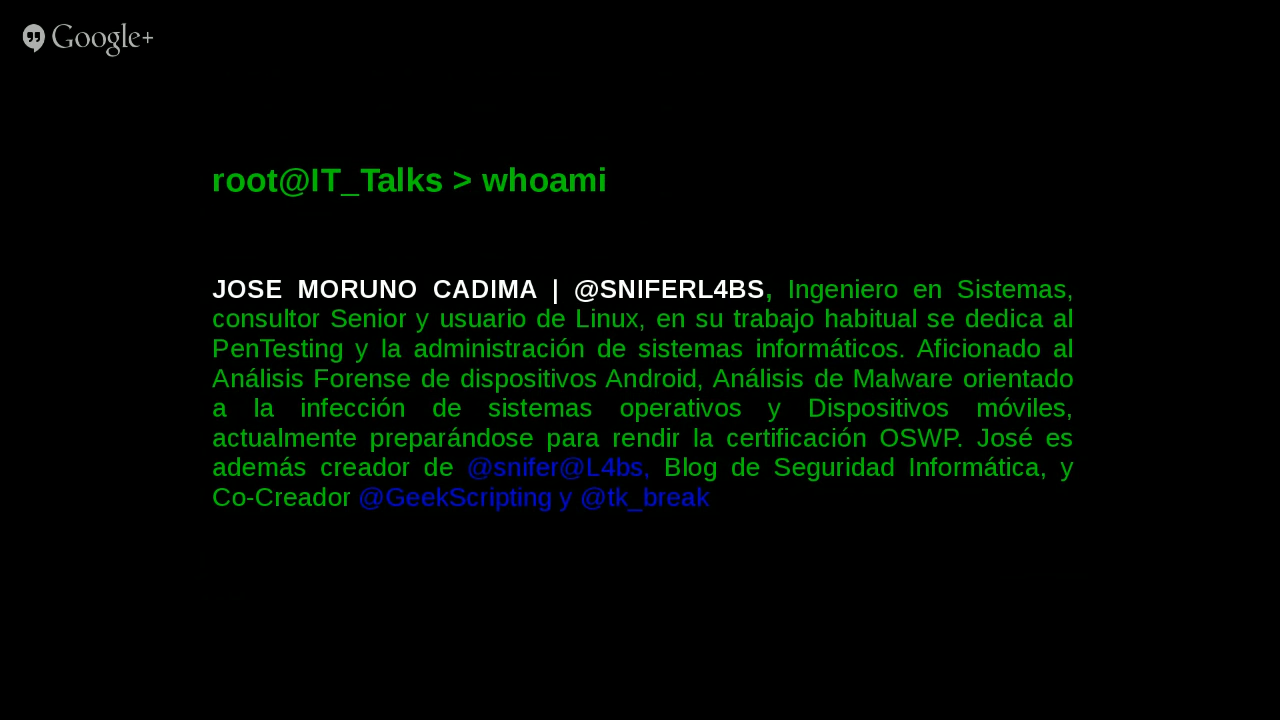 Google+
root@IT_Talks > whoami
JOSE MORUNO CADIMA | @SNIFERL4BS, Ingeniero en Sistemas,
consultor Senior y usuario de Linux, en su trabajo habitual se dedica al
PenTesting y la administración de sistemas informáticos. Aficionado al
Análisis Forense de dispositivos Android, Análisis de Malware orientado
a la infección de sistemas operativos y Dispositivos móviles,
actualmente preparándose para rendir la certificación OSWP. José es
además creador de @snifer@L4bs, Blog de Seguridad Informática, y
Co-Creador @GeekScripting y @tk_break